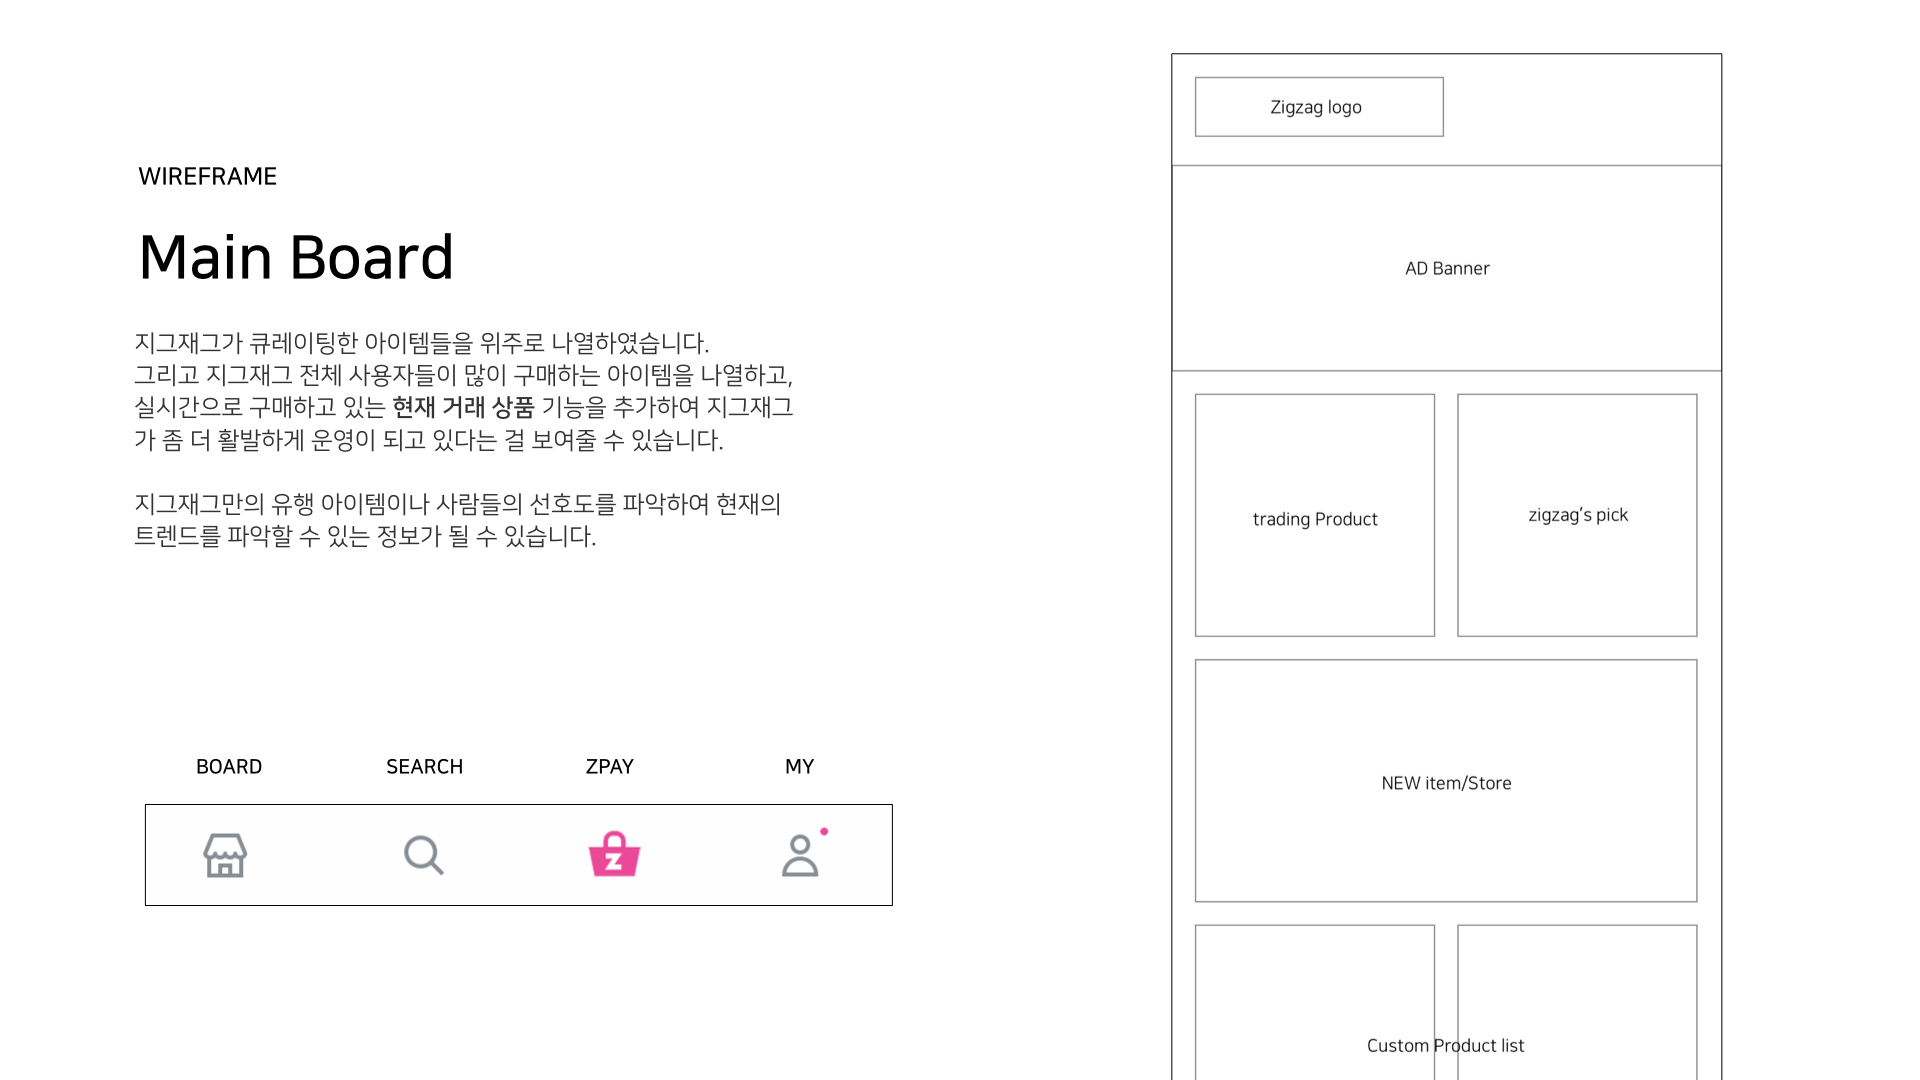 WIREFRAME
Main Board
지그재그가 큐레이팅한 아이템들을 위주로 나열하였습니다.
그리고 지그재그 전체 사용자들이 많이 구매하는 아이템을 나열하고,
실시간으로 구매하고 있는 현재 거래 상품 기능을 추가하여 지그재그
가 좀 더 활발하게 운영이 되고 있다는 걸 보여줄 수 있습니다.
지그재그만의 유행 아이템이나 사람들의 선호도를 파악하여 현재의
트렌드를 파악할 수 있는 정보가 될 수 있습니다.
BOARD
SEARCH
ZPAY
MY
Z
Zigzag logo
AD Banner
trading Product
zigzag’s pick
NEW item/Store
Custom Product list